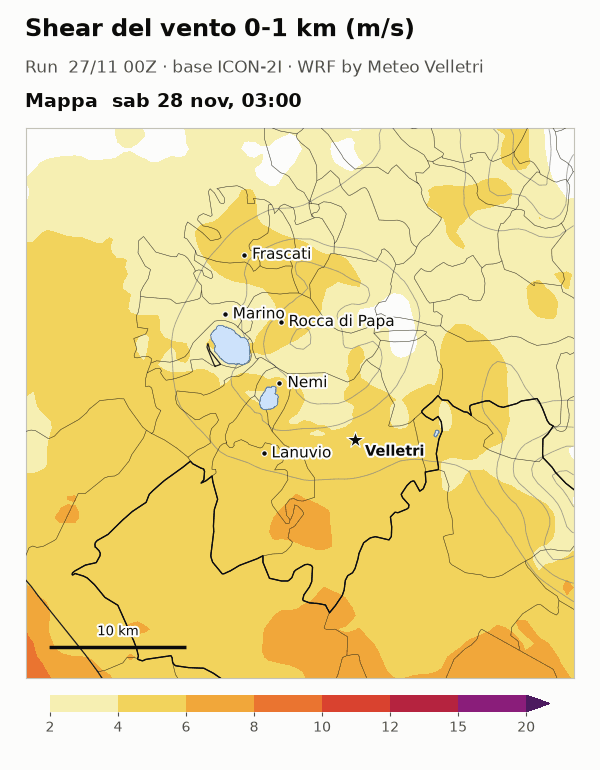 Shear del vento 0-1 km (m/s)
Run 27/11 00Z · base ICON-2I · WRF by Meteo Velletri
Mappa sab 28 nov, 03:00
Frascati
Marino
Rocca di Papa
Nemi
Velletri
Lanuvio
10 km
2 4 6 8 10 12 15 20